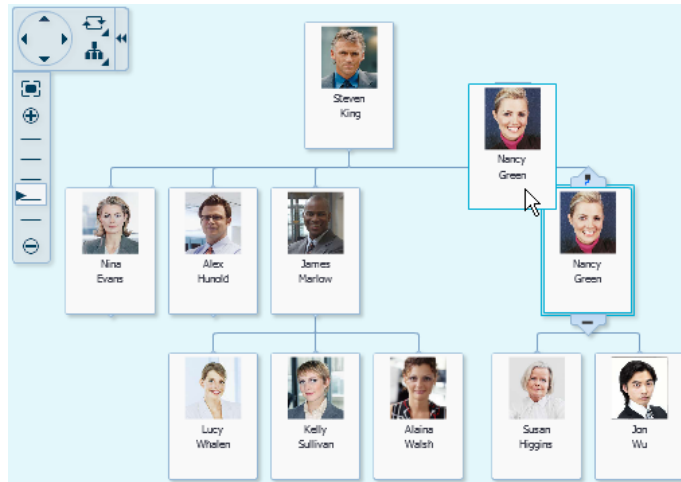 Steven
King
Nancy
Green
Nina
Evans
Alex
Hunold
James
Marlow
Nancy
Green
Lucy
Whalen
Kelly
Sullivan
Alaina
Walsh
Susan
Higgins
Jon
Wu